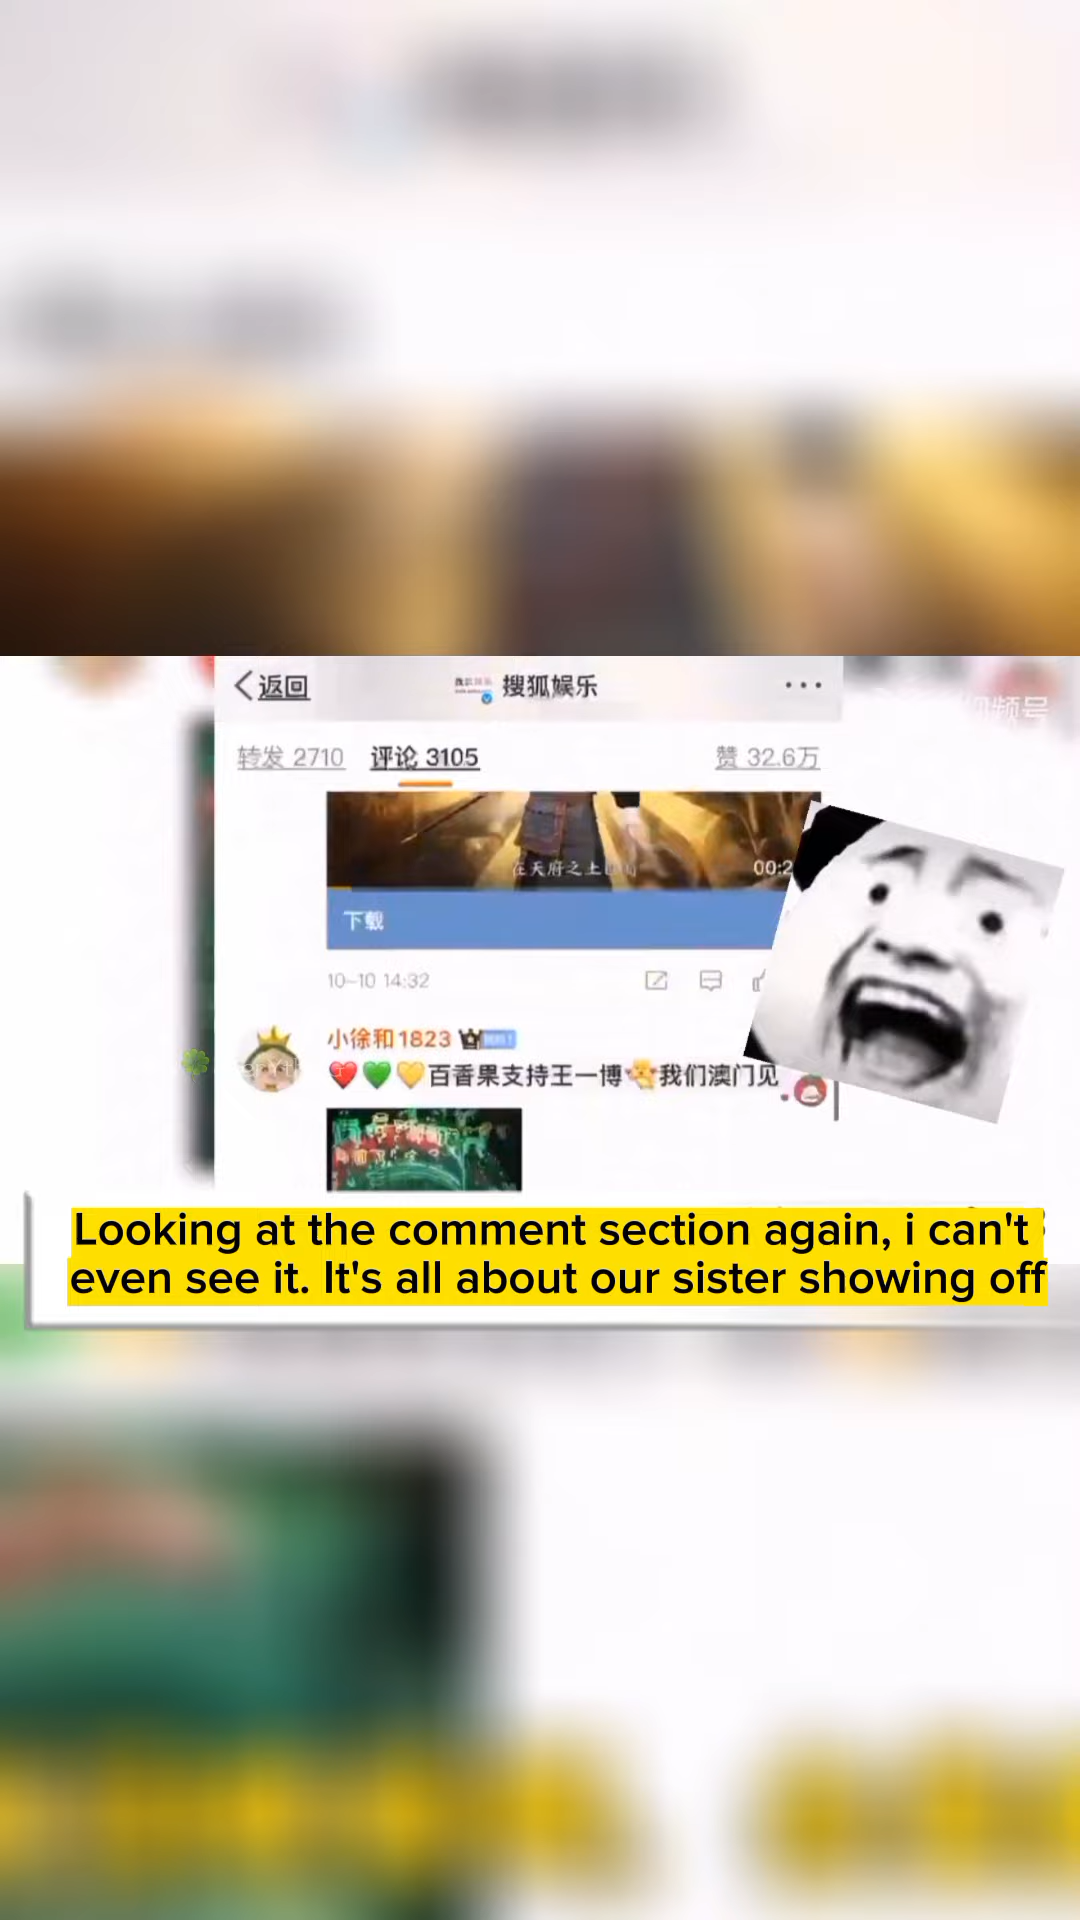 返回
搜狐娱乐
转发 2710
评论 3105
赞 32.6万
在天府之上
00:2
下载
10-10 14:32
小徐和1823
❤️💚💛百香果支持王一博我们澳门见
Looking at the comment section again, i can't
even see it. It's all about our sister showing off